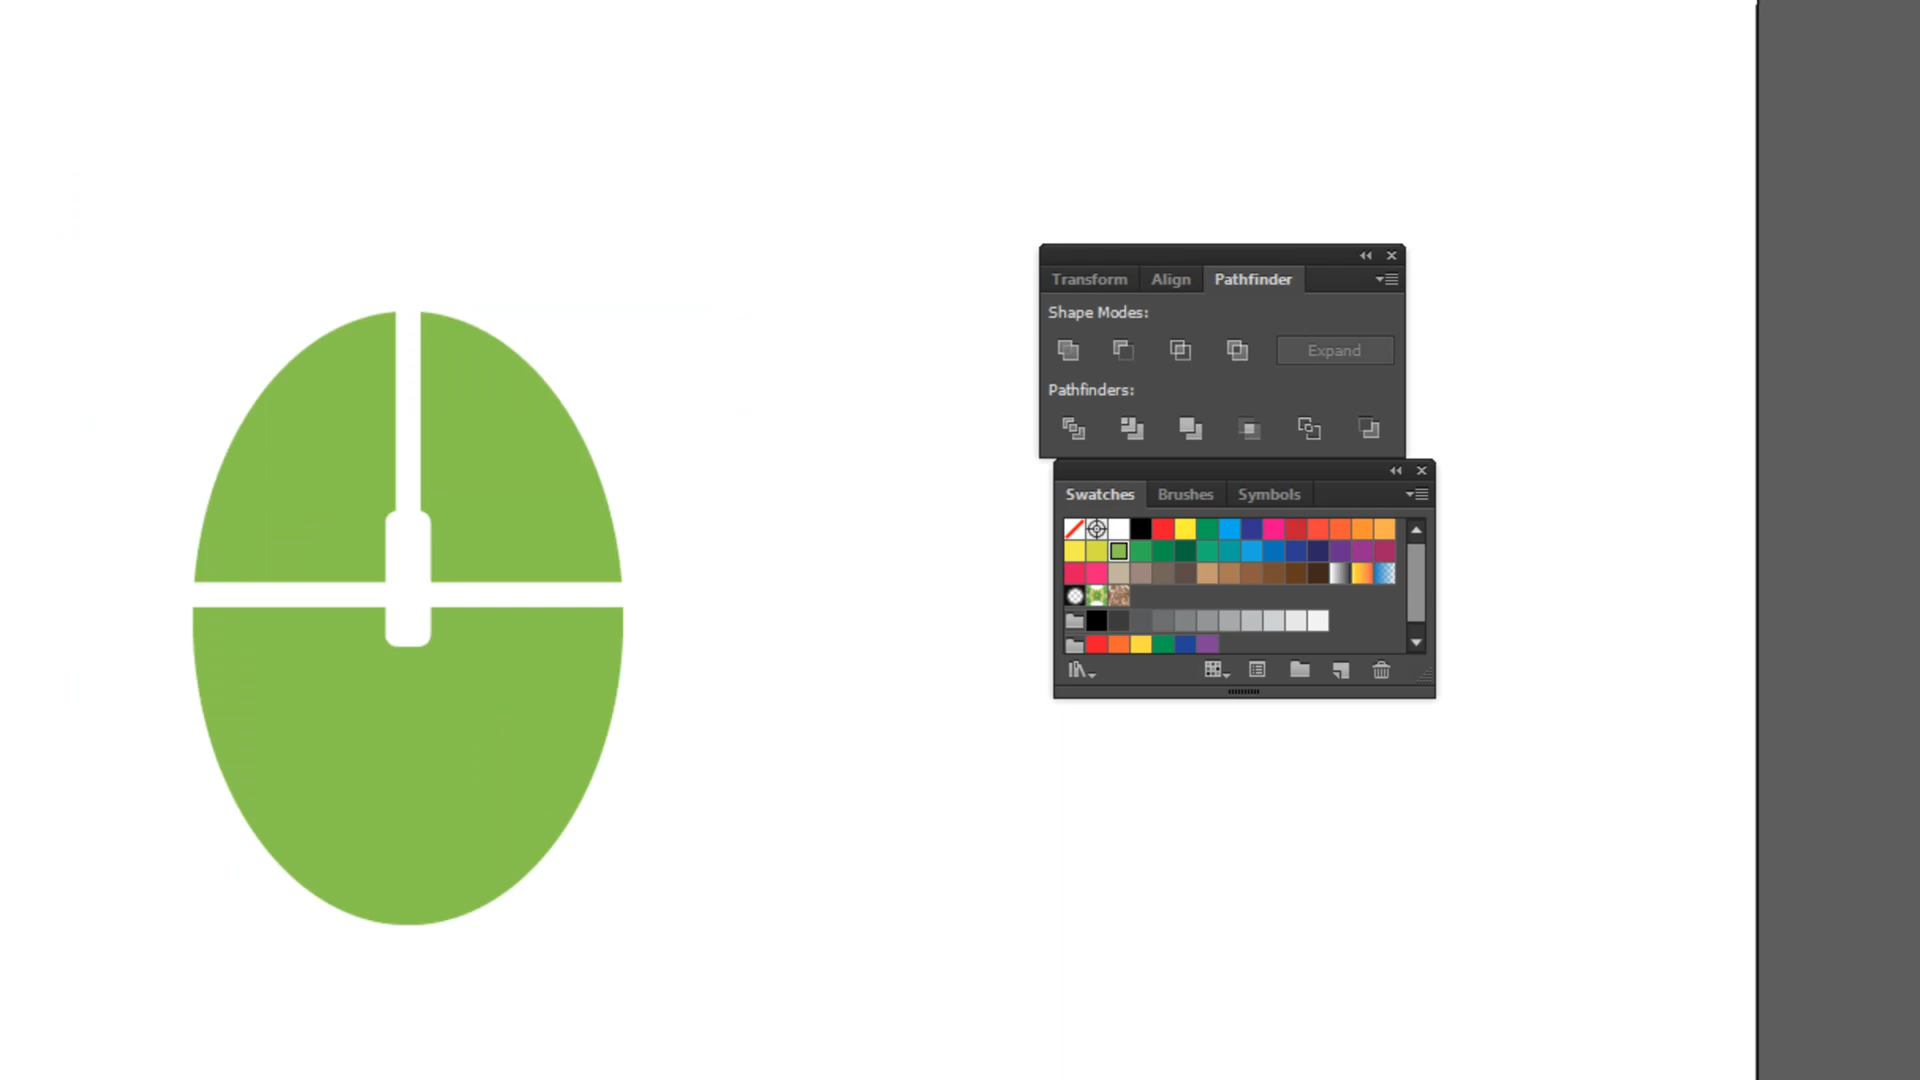 Transform Align Pathfinder
Shape Modes:
Expand
Pathfinders:
Swatches Brushes Symbols